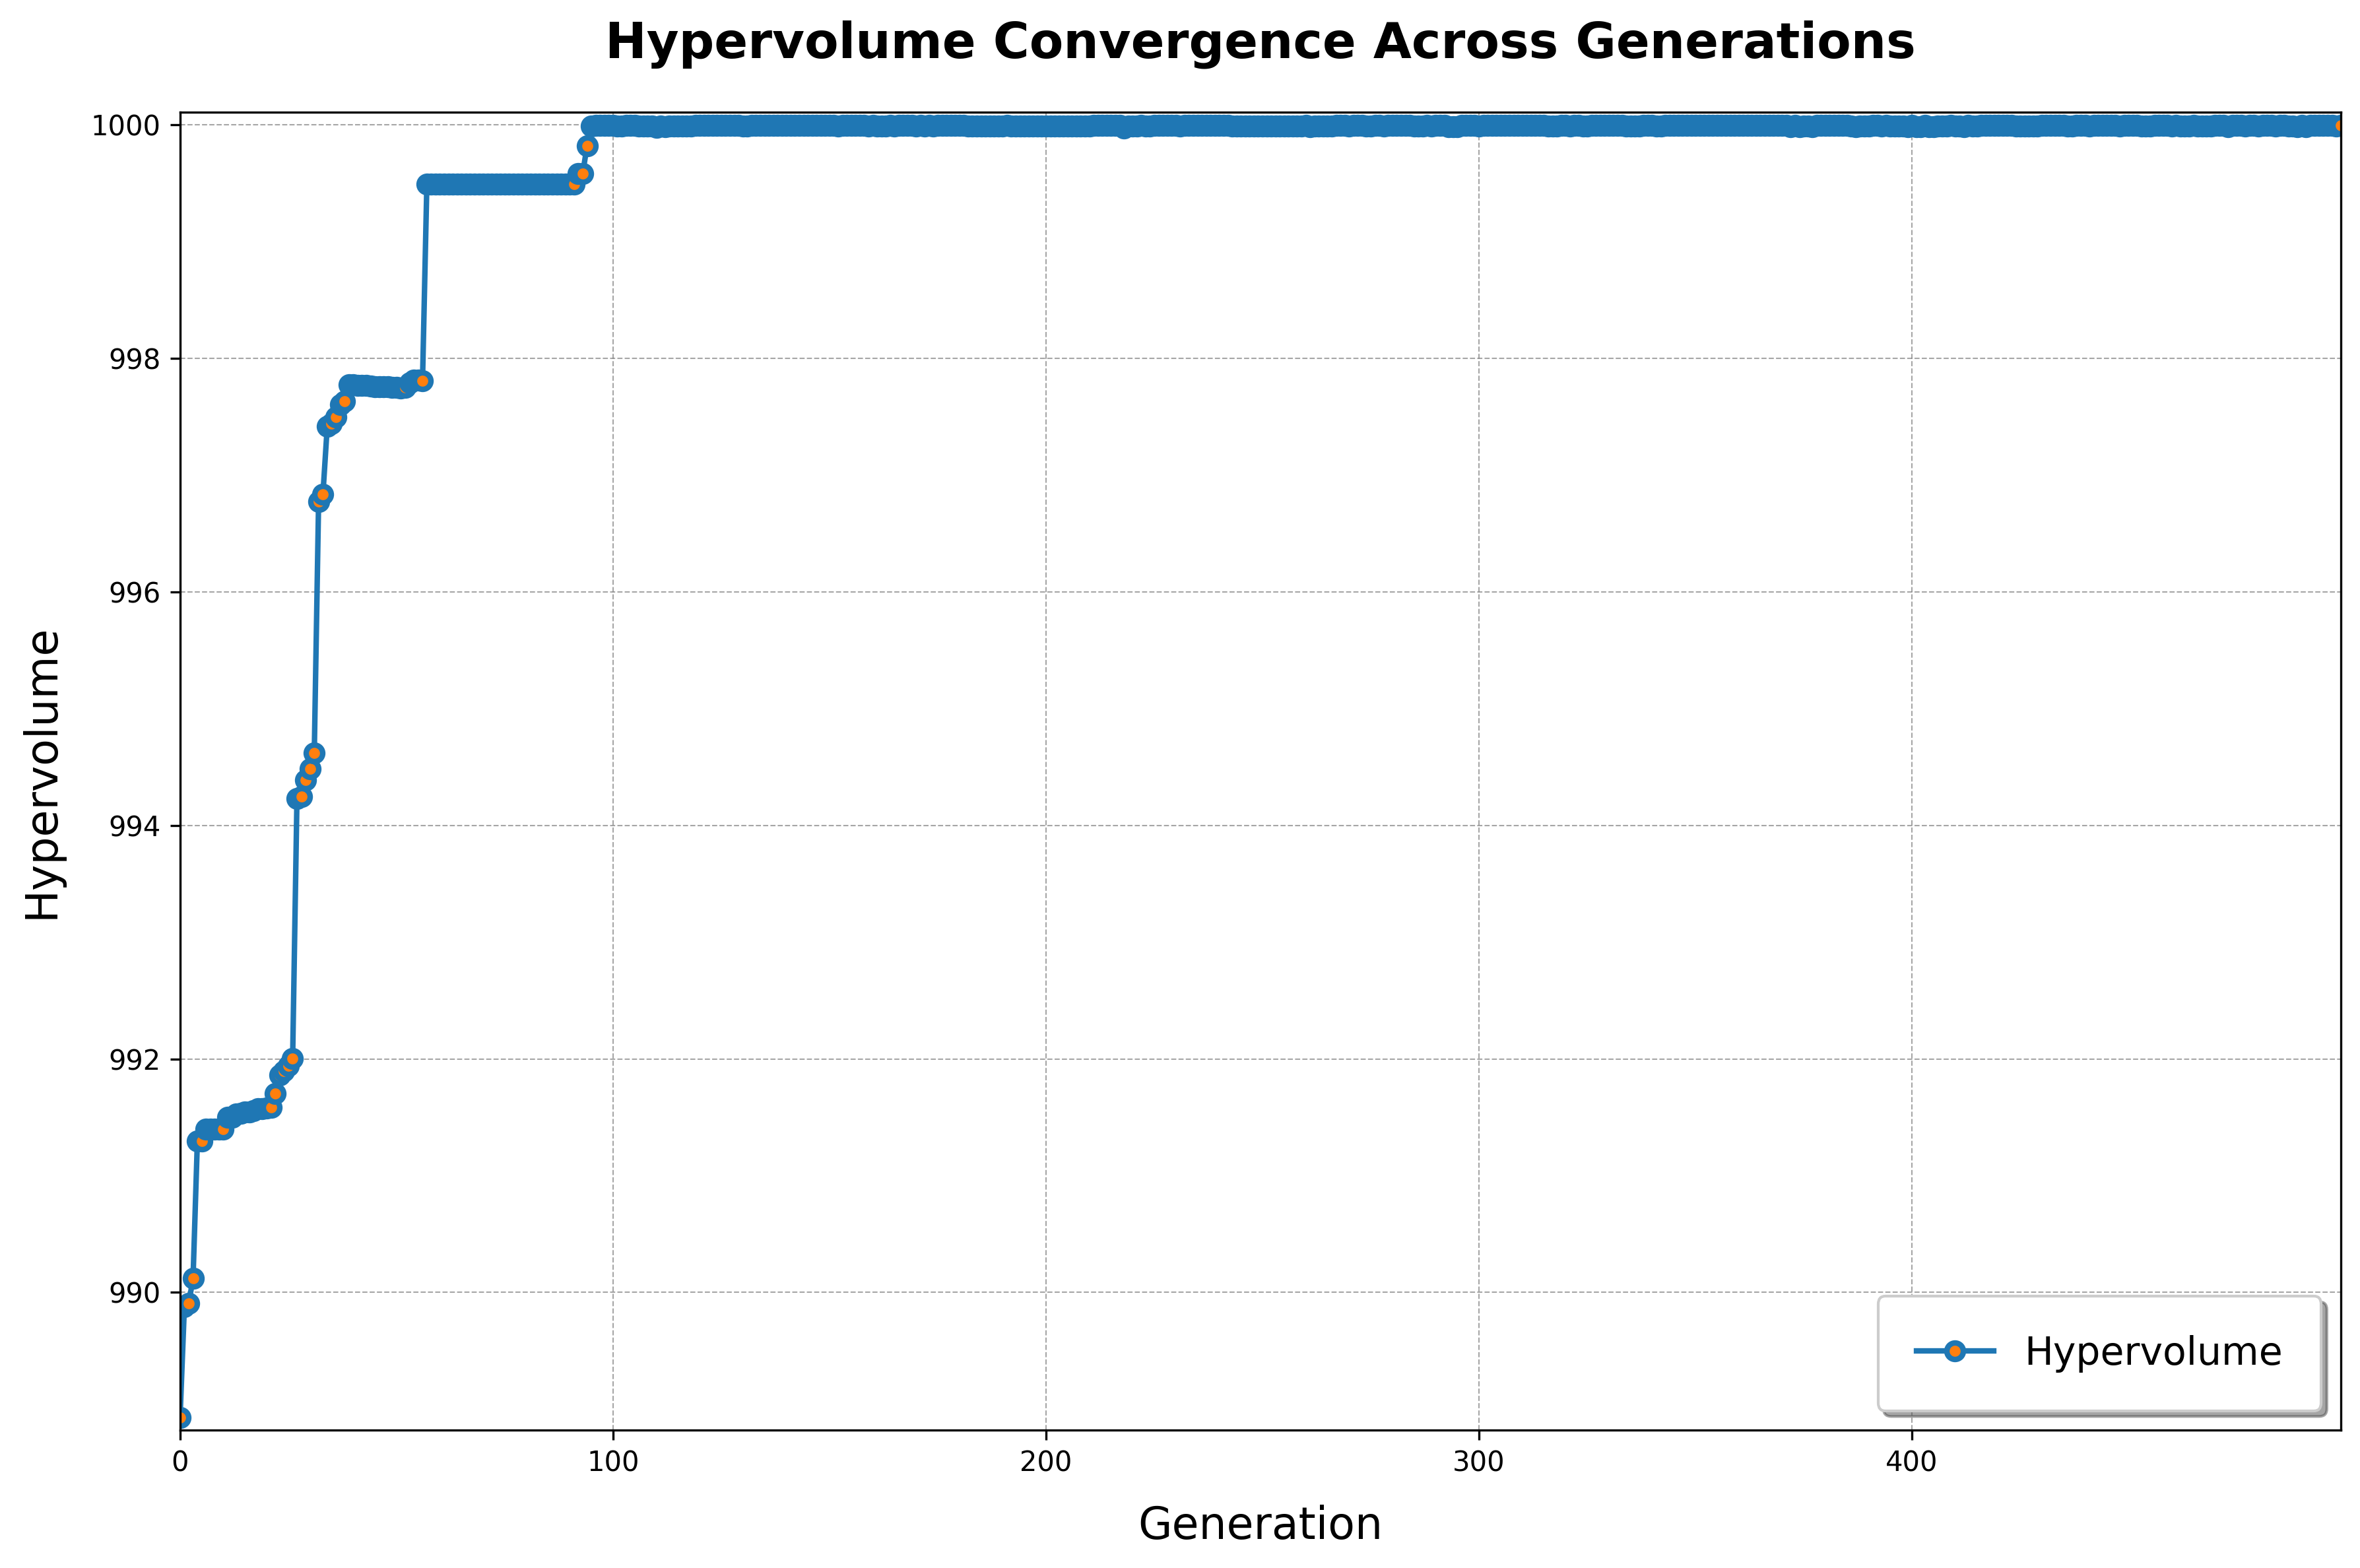 Hypervolume Convergence Across Generations
1000
998
996
994
992
990
Hypervolume
0 100 200 300 400
Generation
Hypervolume